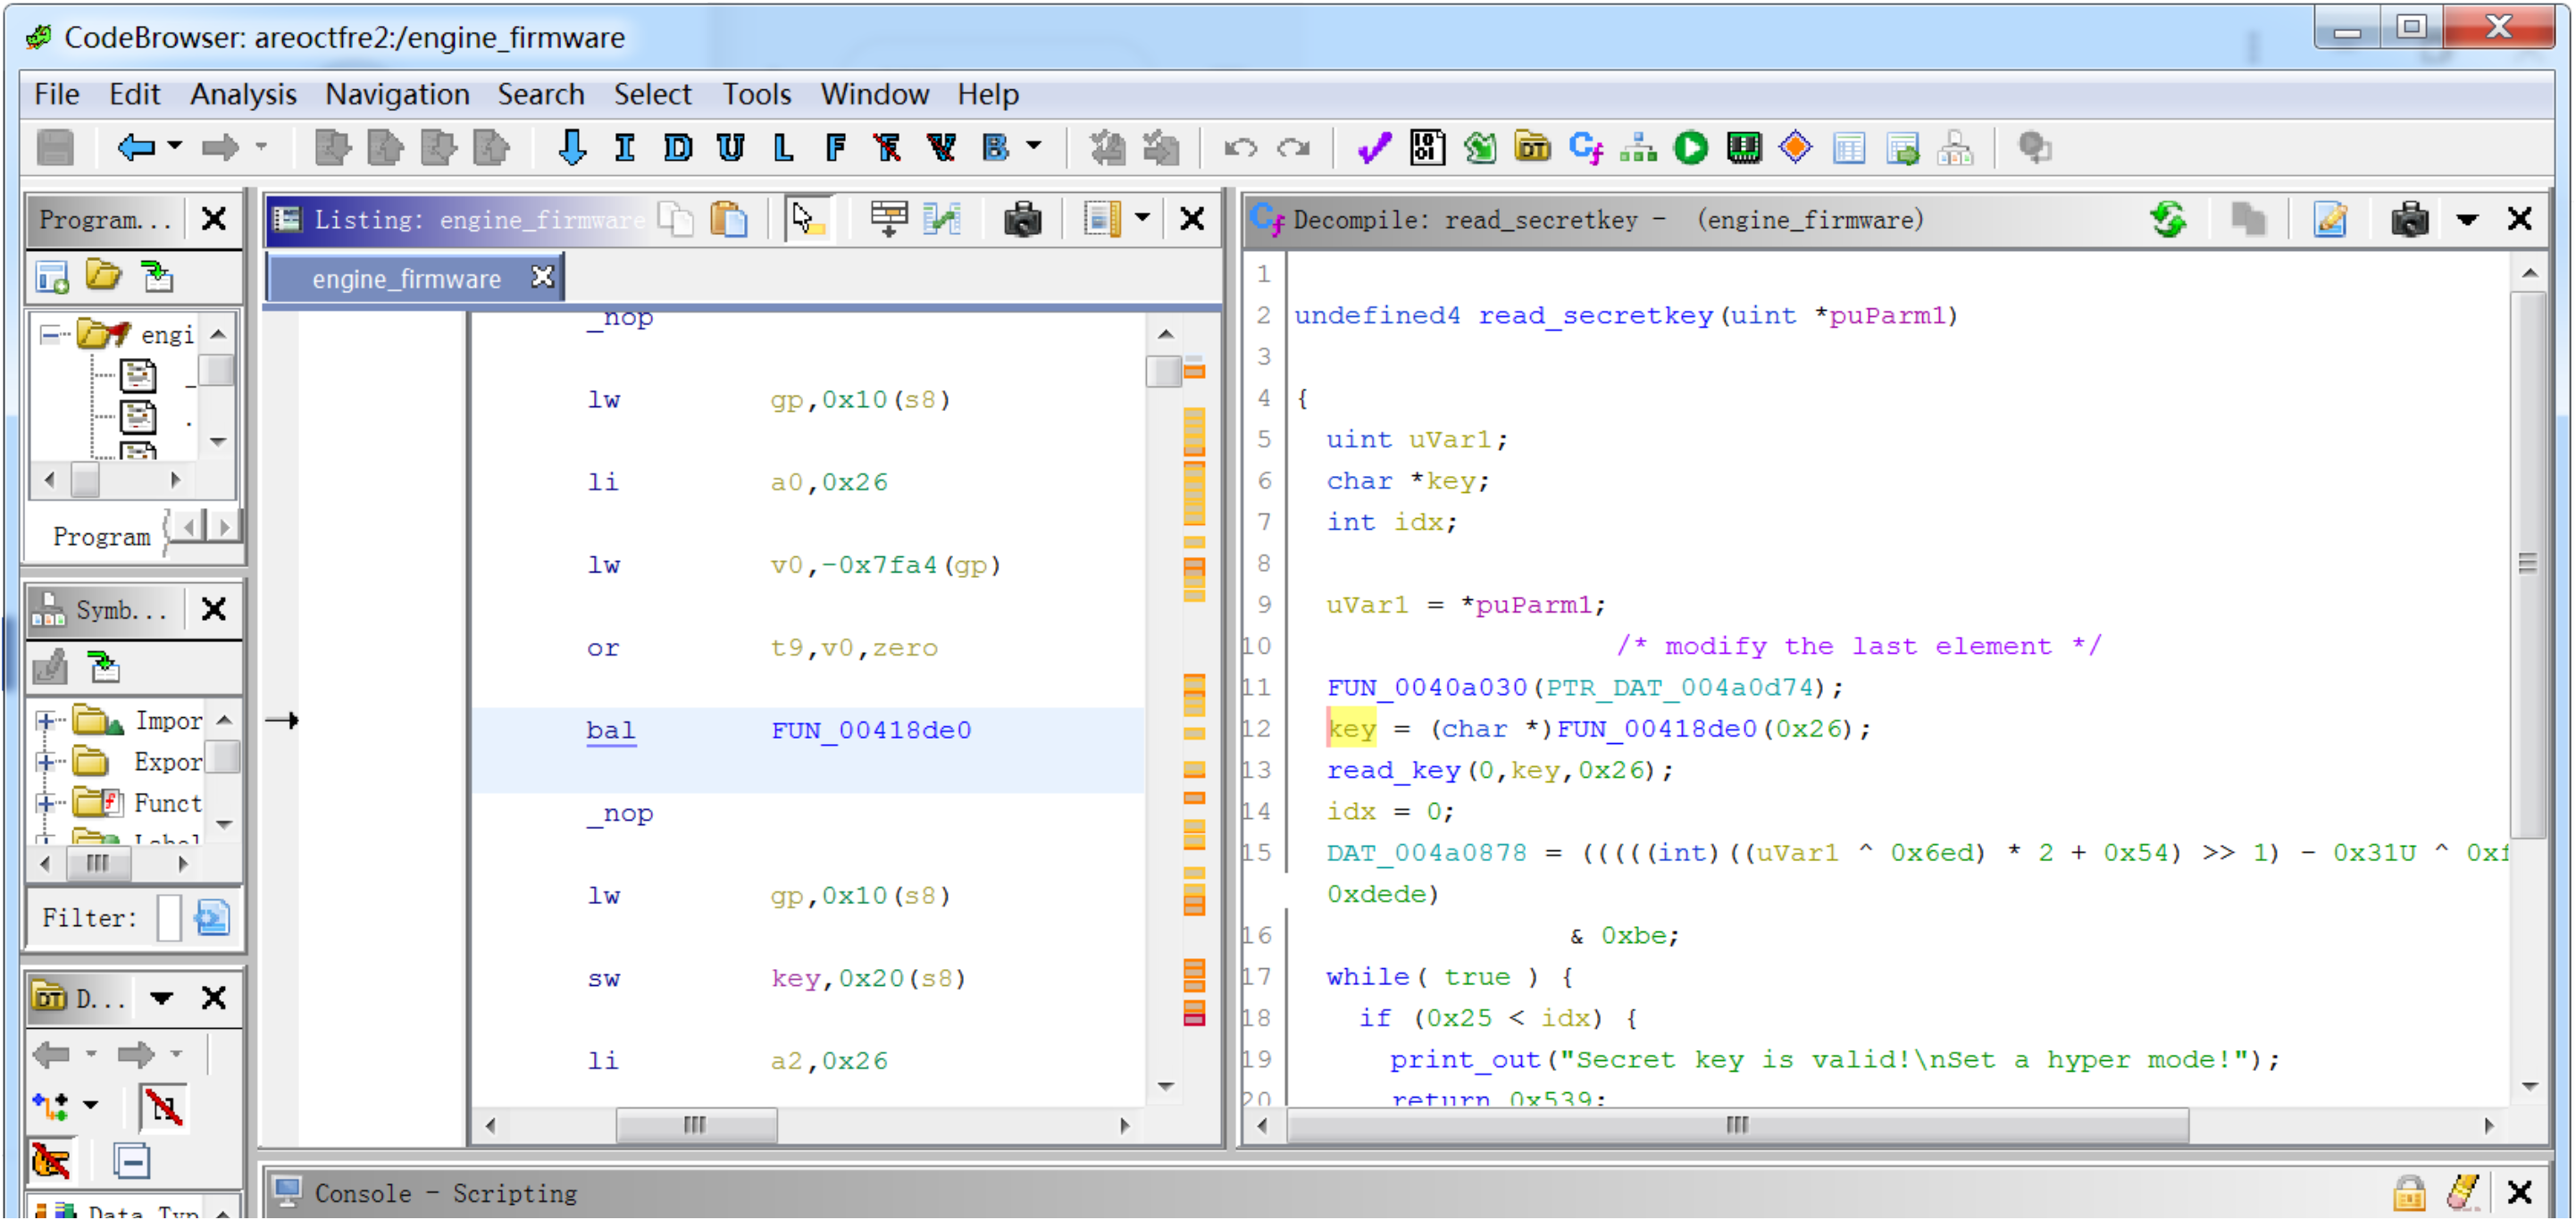 CodeBrowser: areoctfre2:/engine_firmware
File Edit Analysis Navigation Search Select Tools Window Help
I D U L F F V B
Program...
engi
Program
Symb...
Impor
Expor
Funct
Label
Filter:
D...
Data Typ
Listing: engine_firmware
engine_firmware
_nop
lw gp,0x10(s8)
li a0,0x26
lw v0,-0x7fa4(gp)
or t9,v0,zero
bal FUN_00418de0
_nop
lw gp,0x10(s8)
sw key,0x20(s8)
li a2,0x26
Decompile: read_secretkey - (engine_firmware)
1
2 undefined4 read_secretkey(uint *puParm1)
3
4 {
5 uint uVar1;
6 char *key;
7 int idx;
8
9 uVar1 = *puParm1;
10 /* modify the last element */
11 FUN_0040a030(PTR_DAT_004a0d74);
12 key = (char *)FUN_00418de0(0x26);
13 read_key(0,key,0x26);
14 idx = 0;
15 DAT_004a0878 = (((((int)((uVar1 ^ 0x6ed) * 2 + 0x54) >> 1) - 0x31U ^ 0xf
0xdede)
16 & 0xbe;
17 while( true ) {
18 if (0x25 < idx) {
19 print_out("Secret key is valid!\nSet a hyper mode!");
20 return 0x539;
Console - Scripting